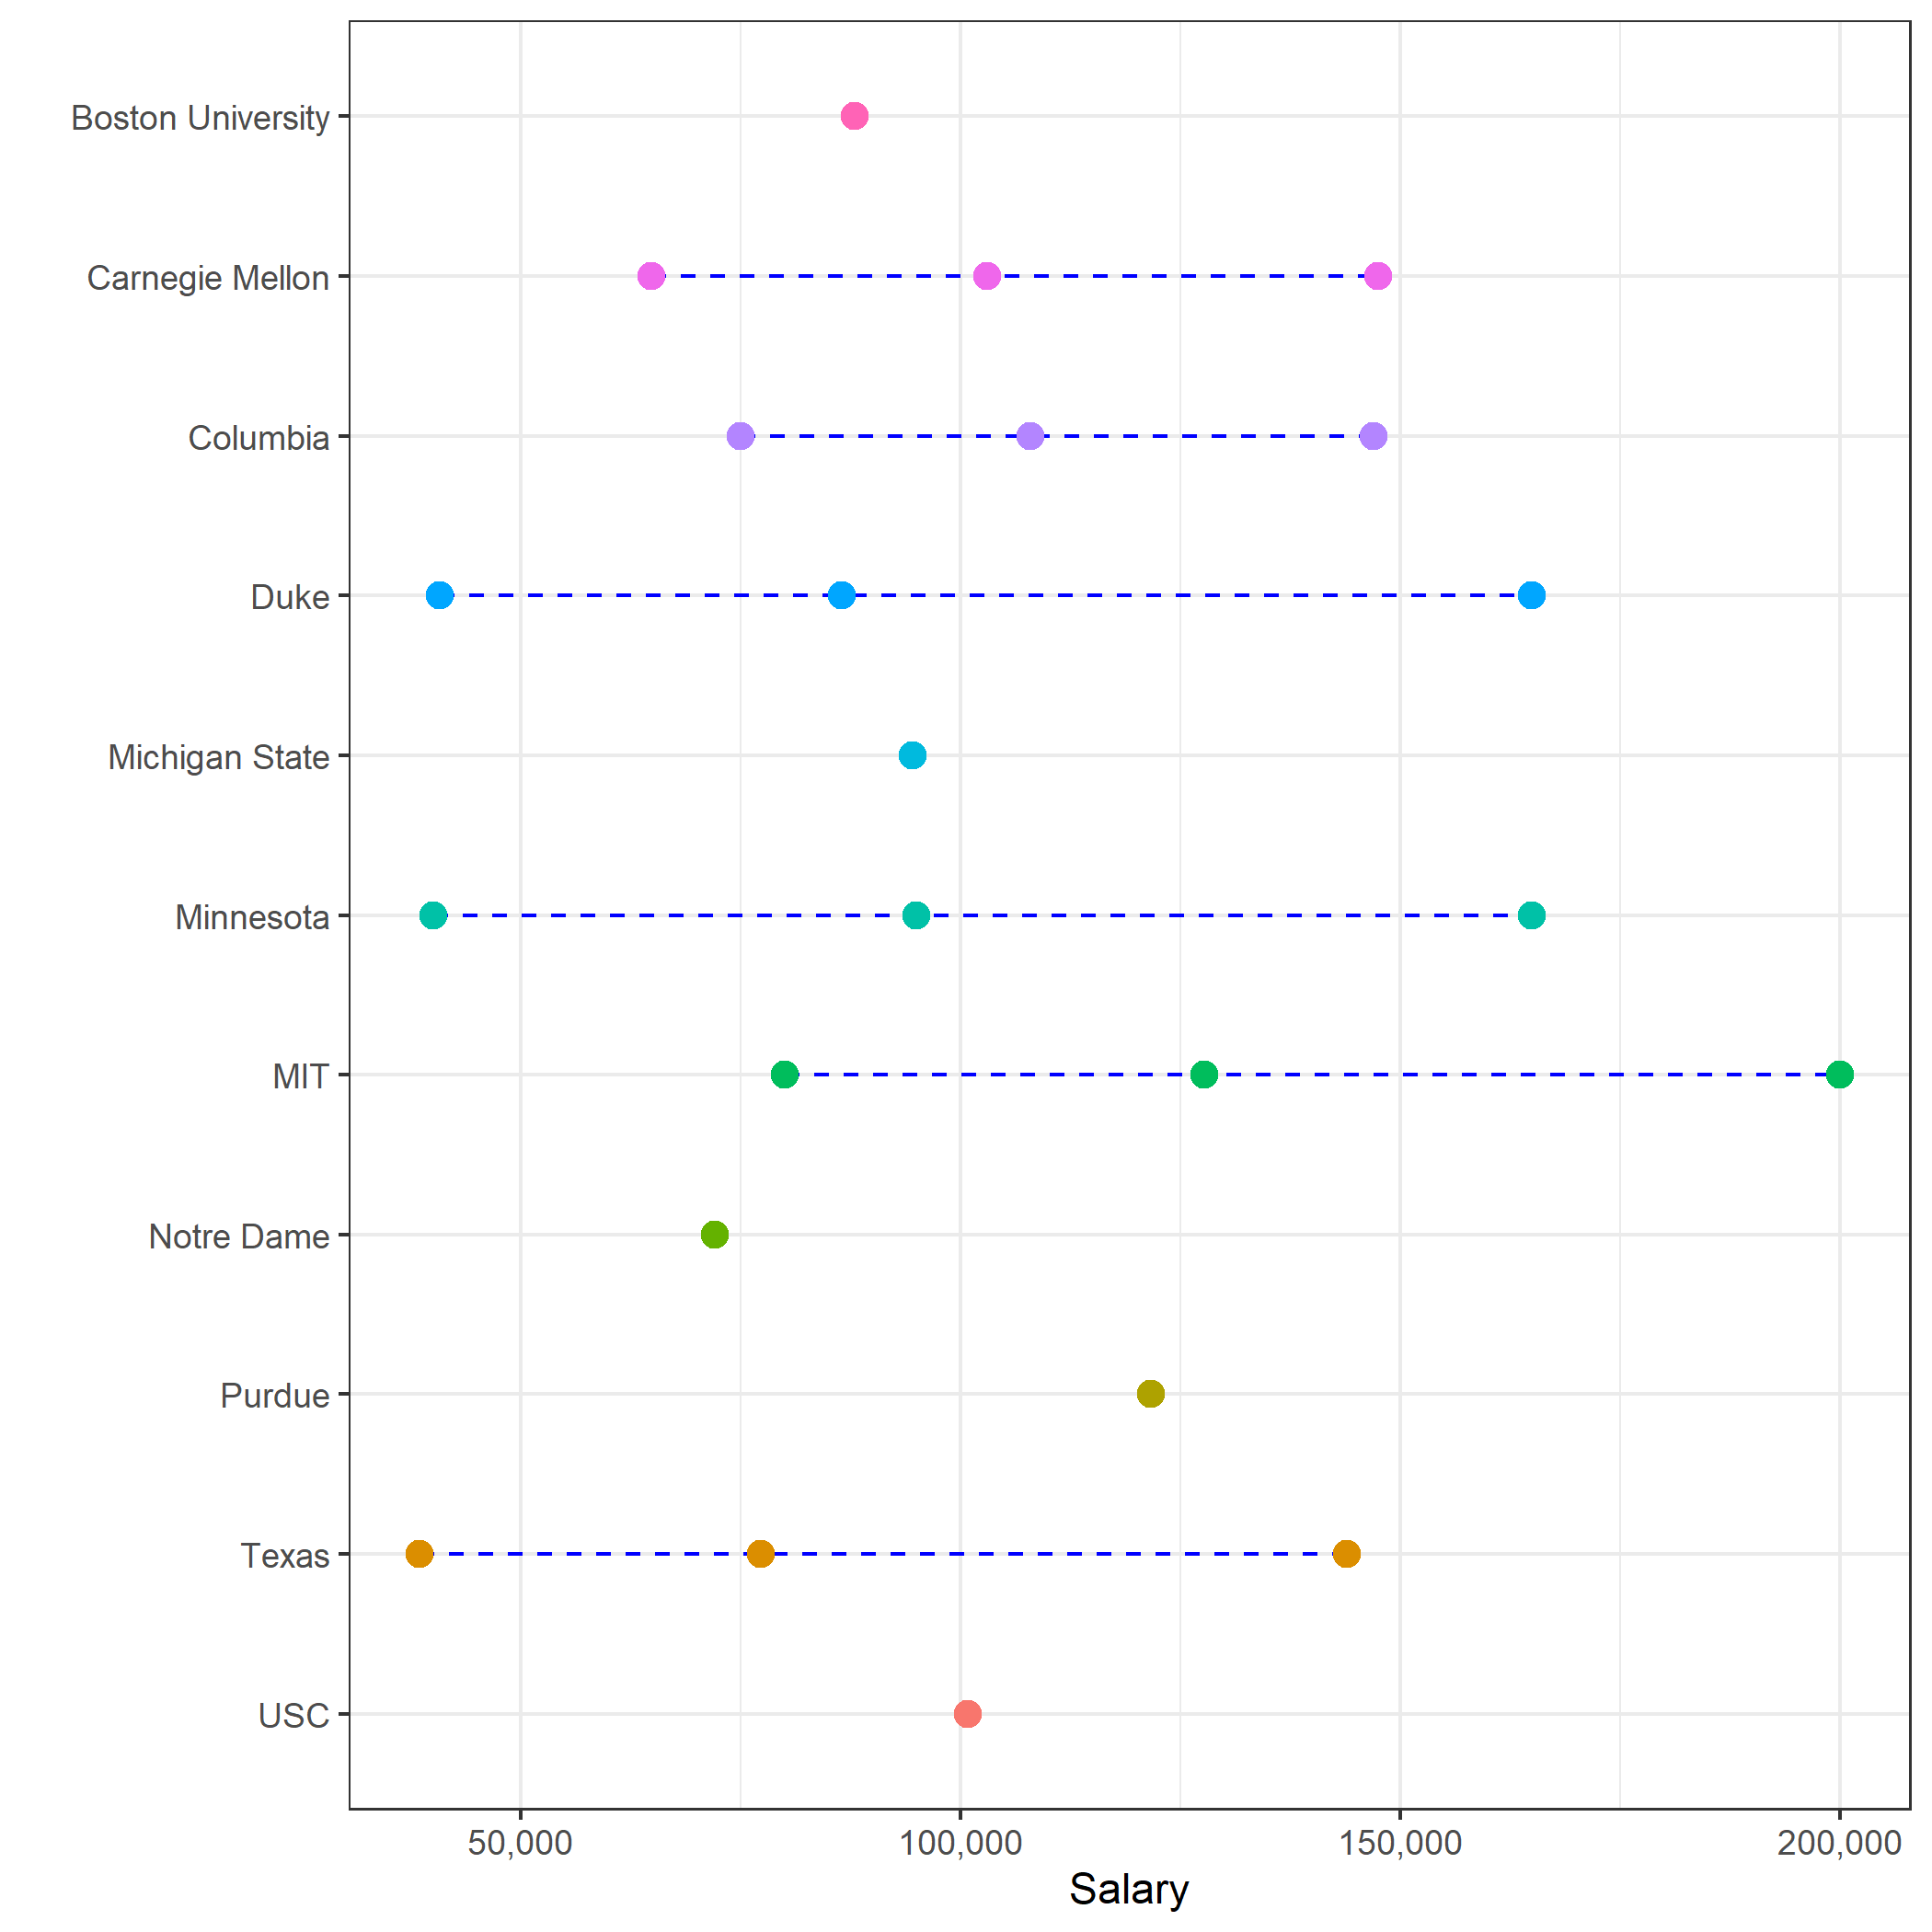 Boston University
Carnegie Mellon
Columbia
Duke
Michigan State
Minnesota
MIT
Notre Dame
Purdue
Texas
USC
50,000 100,000 150,000 200,000
Salary